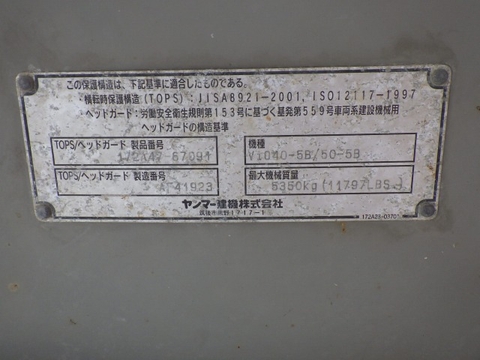 この保護構造は、下記基準に適合したものである。
横転時保護構造(TOPS):JISA8921-2001, ISO12117-1997
ヘッドガード:労働安全衛生規則第153号に基づく基発第559号車両系建設機械用
ヘッドガードの構造基準
TOPS/ヘッドガード 製品番号
機種
172X47-67091
ViO40-5B/50-5B
TOPS/ヘッドガード 製造番号
最大機械質量
A 41923
5350kg(11797LBS.)
ヤンマー建機株式会社
1717-1